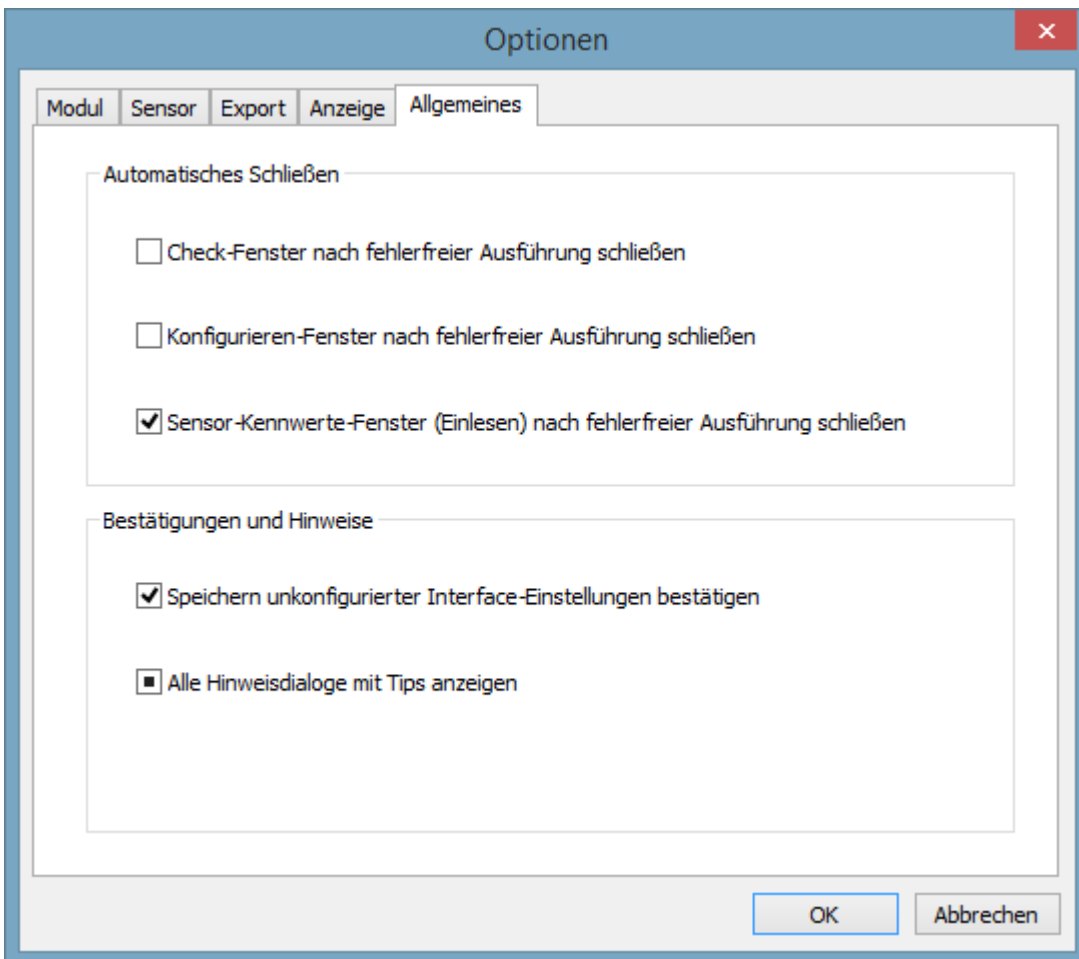 Optionen
Modul Sensor Export Anzeige Allgemeines
Automatisches Schließen
Check-Fenster nach fehlerfreier Ausführung schließen
Konfigurieren-Fenster nach fehlerfreier Ausführung schließen
Sensor-Kennwerte-Fenster (Einlesen) nach fehlerfreier Ausführung schließen
Bestätigungen und Hinweise
Speichern unkonfigurierter Interface-Einstellungen bestätigen
Alle Hinweisdialoge mit Tips anzeigen
OK Abbrechen